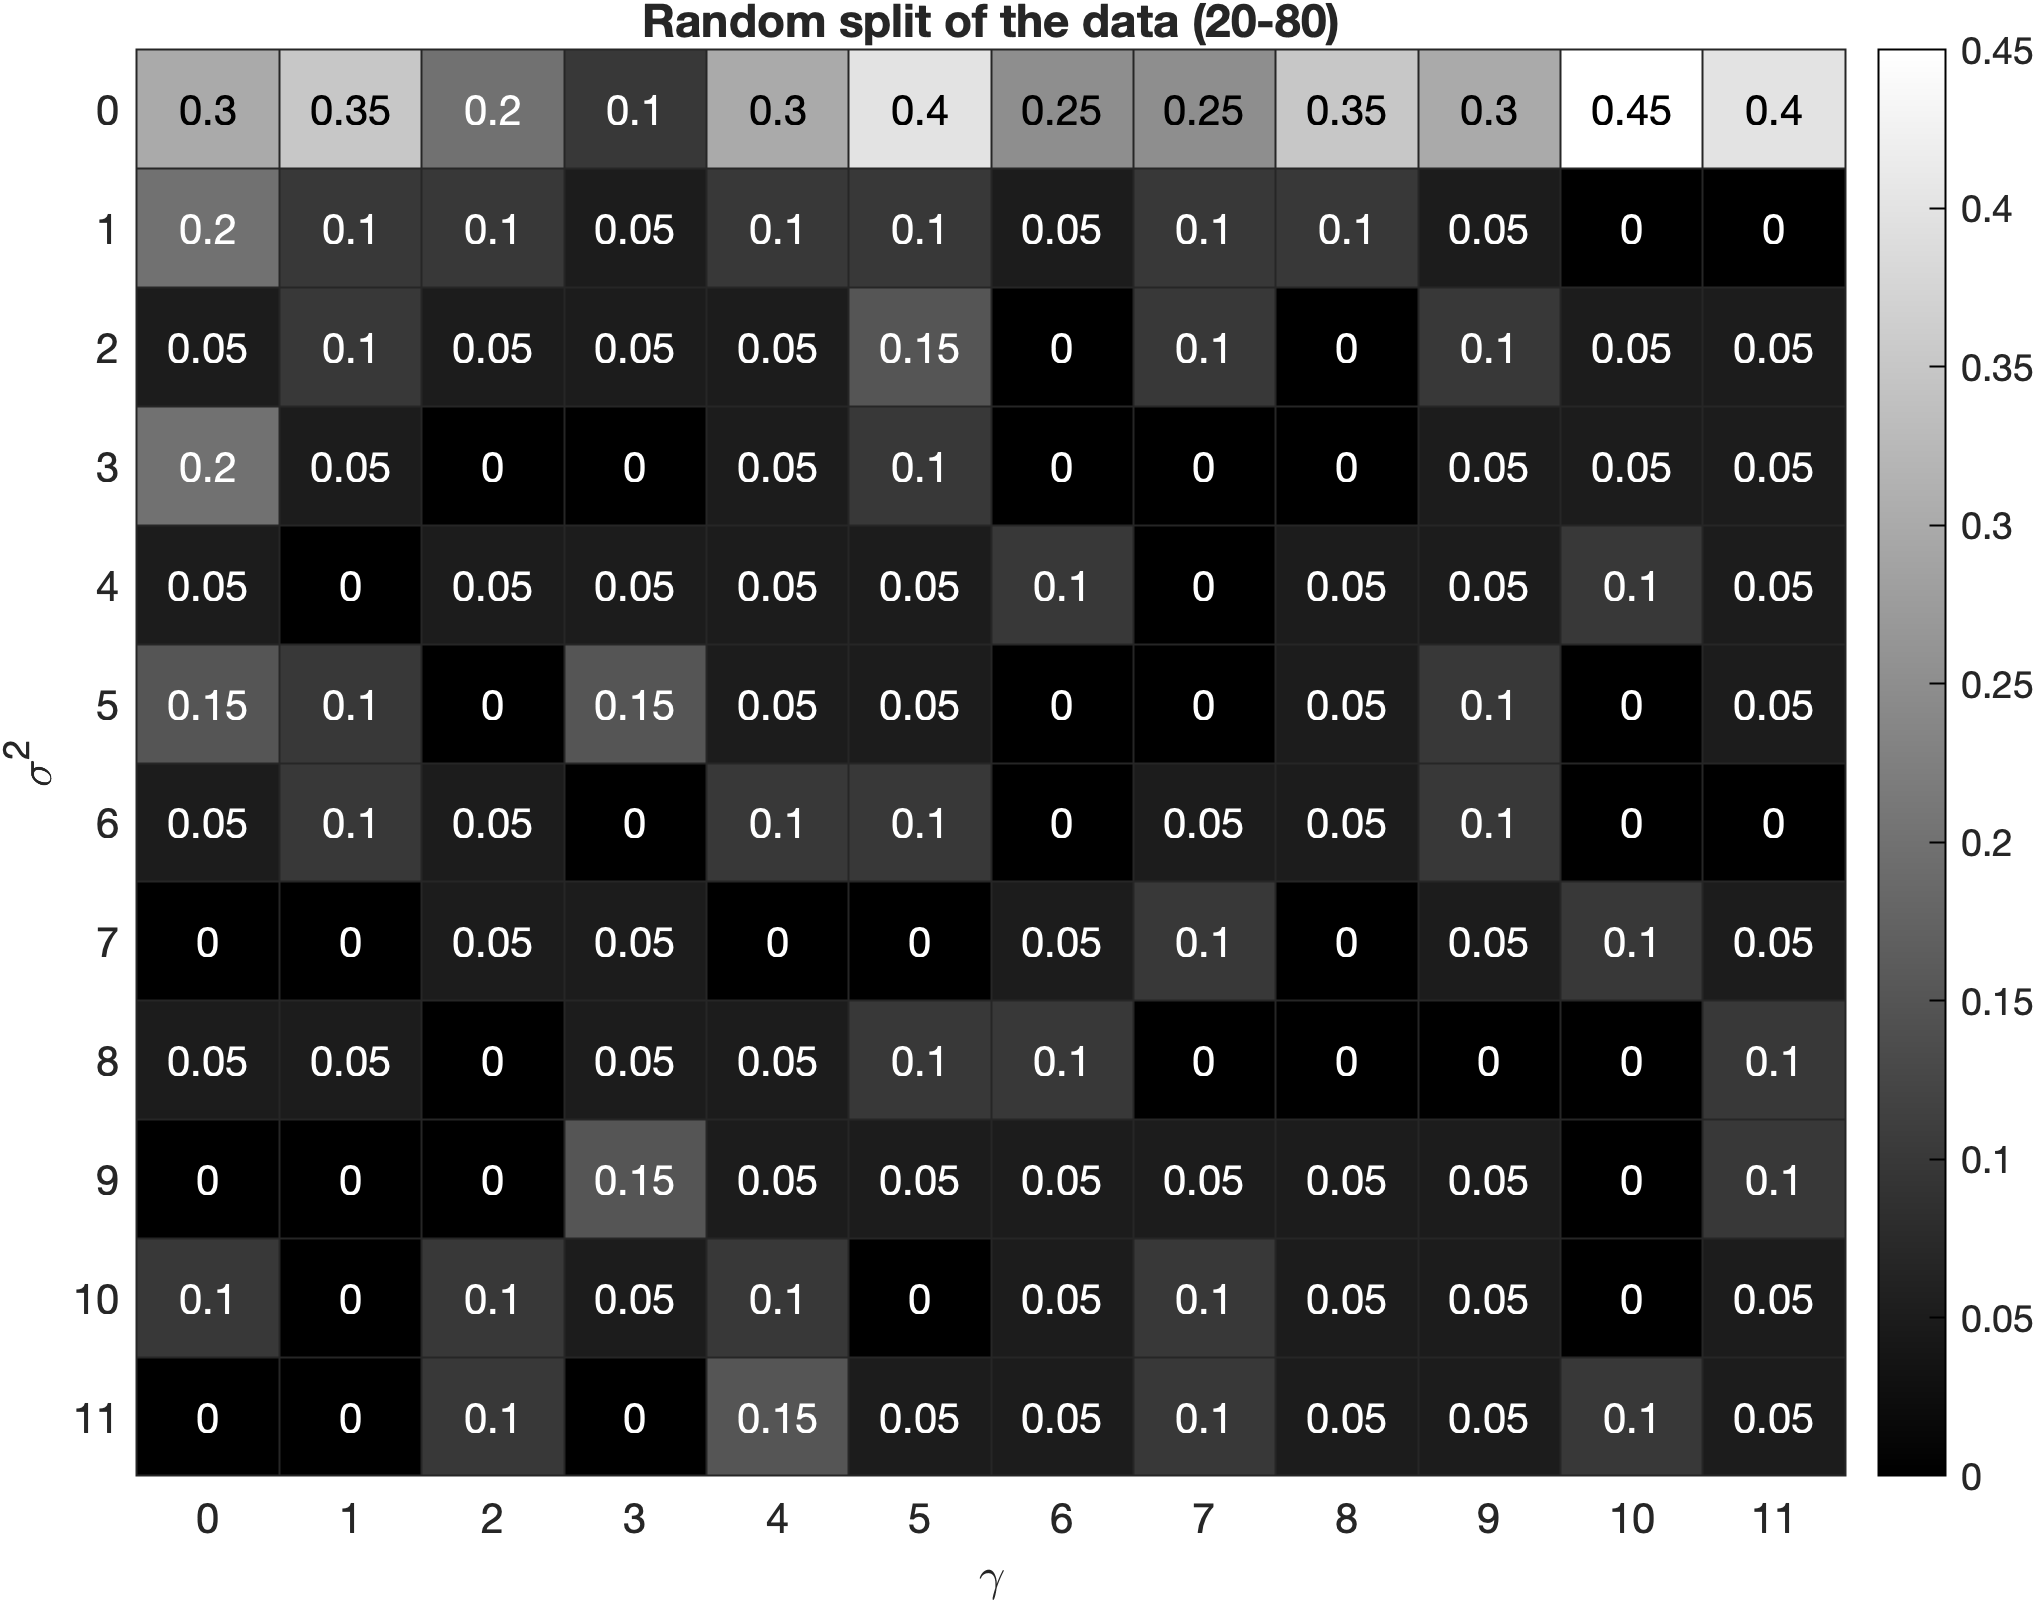 Random split of the data (20-80)
0 0.3 0.35 0.2 0.1 0.3 0.4 0.25 0.25 0.35 0.3 0.45 0.4
1 0.2 0.1 0.1 0.05 0.1 0.1 0.05 0.1 0.1 0.05 0 0
2 0.05 0.1 0.05 0.05 0.05 0.15 0 0.1 0 0.1 0.05 0.05
3 0.2 0.05 0 0 0.05 0.1 0 0 0 0.05 0.05 0.05
4 0.05 0 0.05 0.05 0.05 0.05 0.1 0 0.05 0.05 0.1 0.05
5 0.15 0.1 0 0.15 0.05 0.05 0 0 0.05 0.1 0 0.05
6 0.05 0.1 0.05 0 0.1 0.1 0 0.05 0.05 0.1 0 0
7 0 0 0.05 0.05 0 0 0.05 0.1 0 0.05 0.1 0.05
8 0.05 0.05 0 0.05 0.05 0.1 0.1 0 0 0 0 0.1
9 0 0 0 0.15 0.05 0.05 0.05 0.05 0.05 0.05 0 0.1
10 0.1 0 0.1 0.05 0.1 0 0.05 0.1 0.05 0.05 0 0.05
11 0 0 0.1 0 0.15 0.05 0.05 0.1 0.05 0.05 0.1 0.05
0 1 2 3 4 5 6 7 8 9 10 11
γ
σ²
0.45
0.4
0.35
0.3
0.25
0.2
0.15
0.1
0.05
0